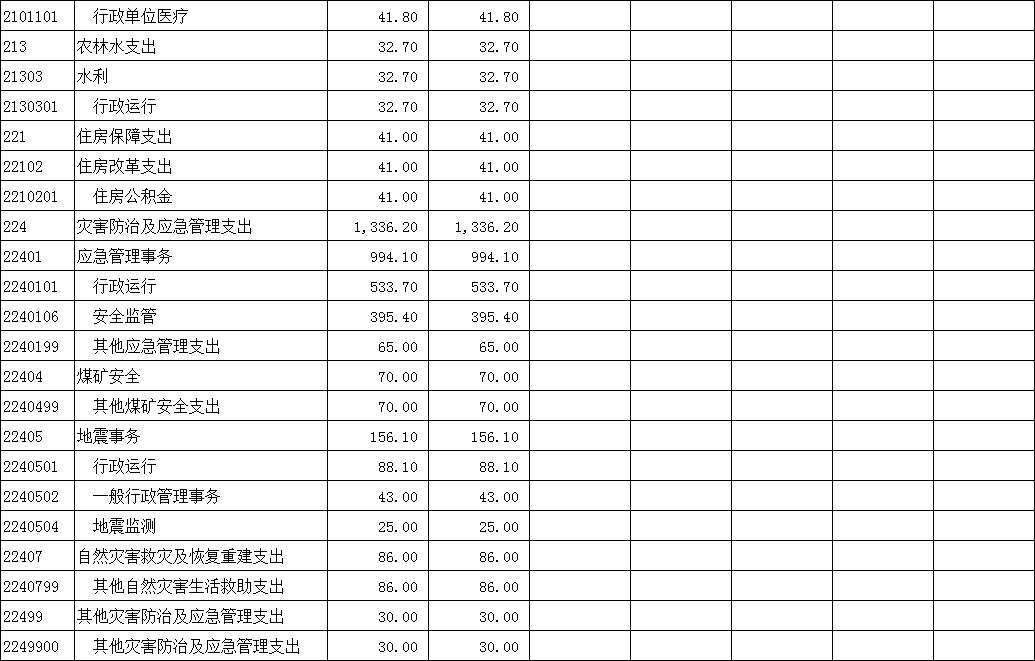 2101101 行政单位医疗 41.80 41.80
213 农林水支出 32.70 32.70
21303 水利 32.70 32.70
2130301 行政运行 32.70 32.70
221 住房保障支出 41.00 41.00
22102 住房改革支出 41.00 41.00
2210201 住房公积金 41.00 41.00
224 灾害防治及应急管理支出 1,336.20 1,336.20
22401 应急管理事务 994.10 994.10
2240101 行政运行 533.70 533.70
2240106 安全监管 395.40 395.40
2240199 其他应急管理支出 65.00 65.00
22404 煤矿安全 70.00 70.00
2240499 其他煤矿安全支出 70.00 70.00
22405 地震事务 156.10 156.10
2240501 行政运行 88.10 88.10
2240502 一般行政管理事务 43.00 43.00
2240504 地震监测 25.00 25.00
22407 自然灾害救灾及恢复重建支出 86.00 86.00
2240799 其他自然灾害生活救助支出 86.00 86.00
22499 其他灾害防治及应急管理支出 30.00 30.00
2249900 其他灾害防治及应急管理支出 30.00 30.00